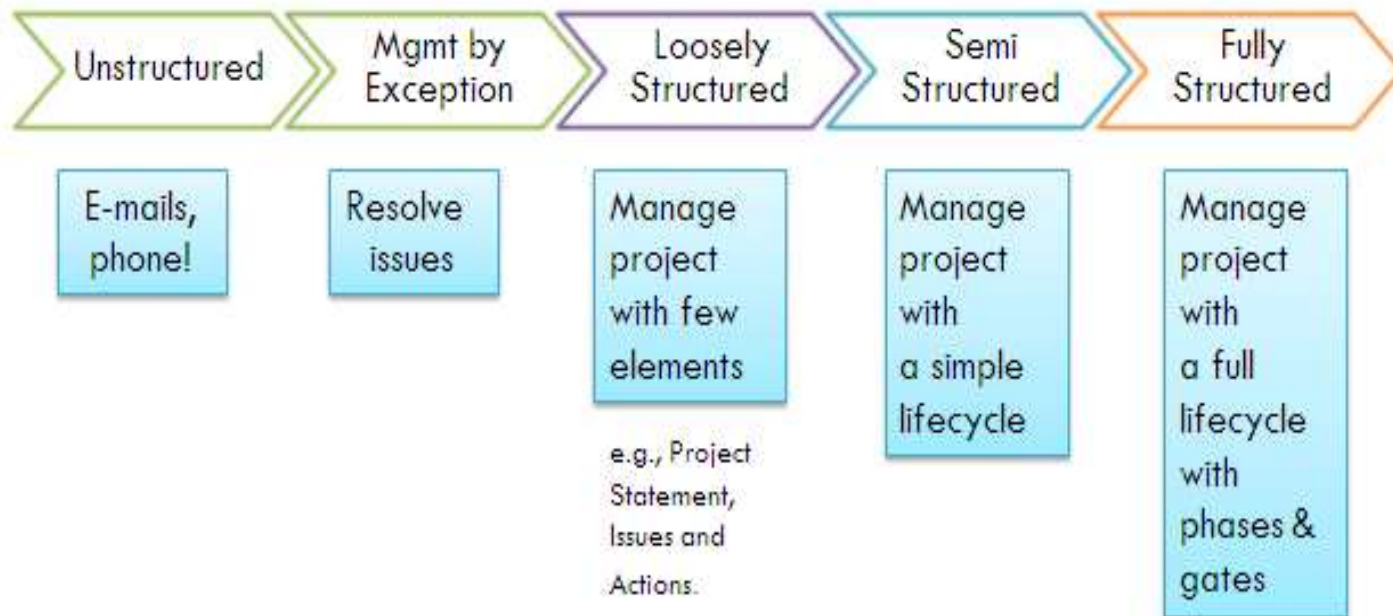 Unstructured
Mgmt by
Exception
Loosely
Structured
Semi
Structured
Fully
Structured
E-mails,
phone!
Resolve
issues
Manage
project
with few
elements
e.g., Project
Statement,
Issues and
Actions.
Manage
project
with
a simple
lifecycle
Manage
project
with
a full
lifecycle
with
phases &
gates